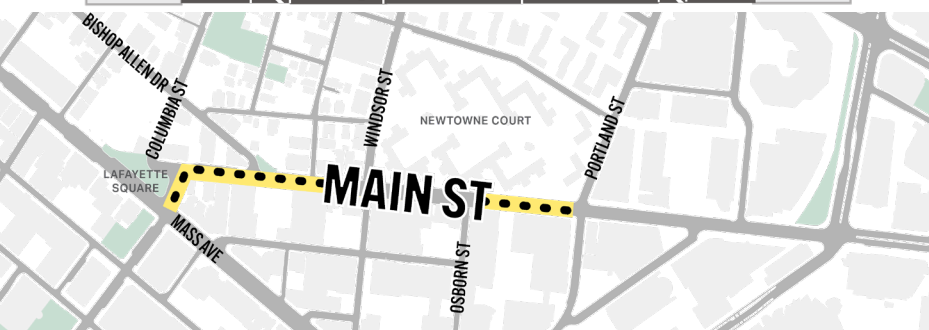 BISHOP ALLEN DR
COLUMBIA ST
WINDSOR ST
NEWTOWNE COURT
PORTLAND ST
LAFAYETTE
SQUARE
MAIN ST
MASS AVE
OSBORN ST